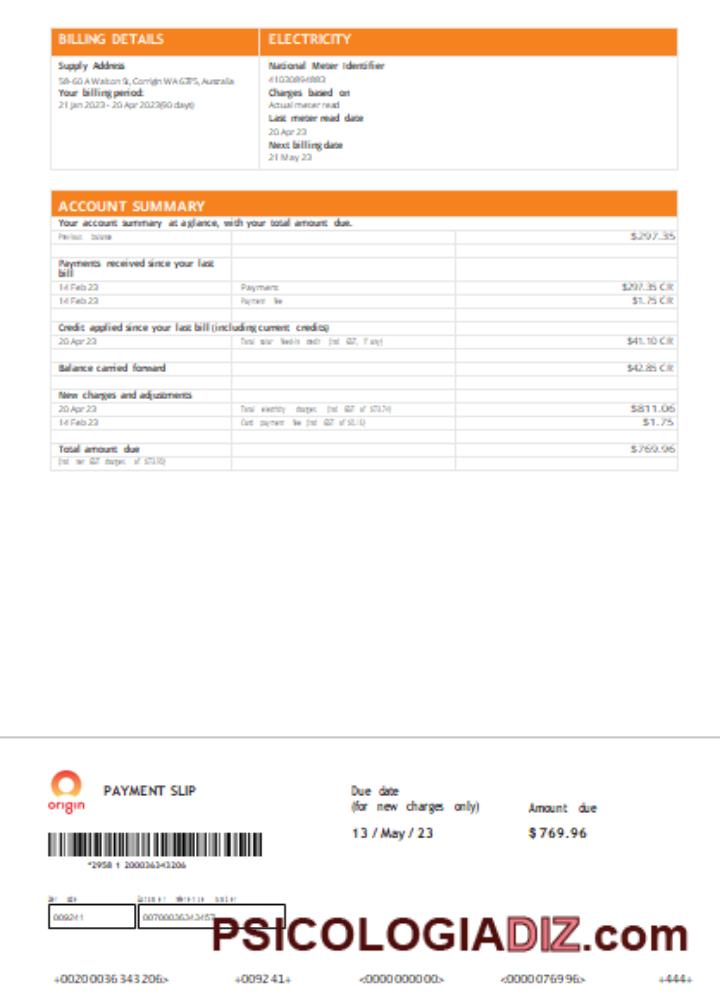 BILLING DETAILS
ELECTRICITY
Supply Address
58-60 A Walton St, Corrigin WA 6375, Australia
Your billing period:
21 Jan 2023 - 20 Apr 2023(90 days)
National Meter Identifier
41030894883
Charges based on
Actual meter read
Last meter read date
20 Apr 23
Next billing date
21 May 23
ACCOUNT SUMMARY
Your account summary at a glance, with your total amount due.
Previous balance $297.35
Payments received since your last
bill
14 Feb 23 Payment $297.35 CR
14 Feb 23 Payment fee $1.75 CR
Credit applied since your last bill (including current credits)
20 Apr 23 Total solar feed-in credit (incl GST, if any) $41.10 CR
Balance carried forward $42.85 CR
New charges and adjustments
20 Apr 23 Total electricity charges (incl GST of $73.74) $811.06
14 Feb 23 Card payment fee (incl GST of $0.16) $1.75
Total amount due $769.96
(incl net GST charges of $73.90)
origin
PAYMENT SLIP
Due date
(for new charges only)
Amount due
13 / May / 23
$769.96
*2958 1 200036343206
009241
PSICOLOGIADIZ.com
+00200036343206>
+009241+
<0000000000>
<0000076996>
+444+